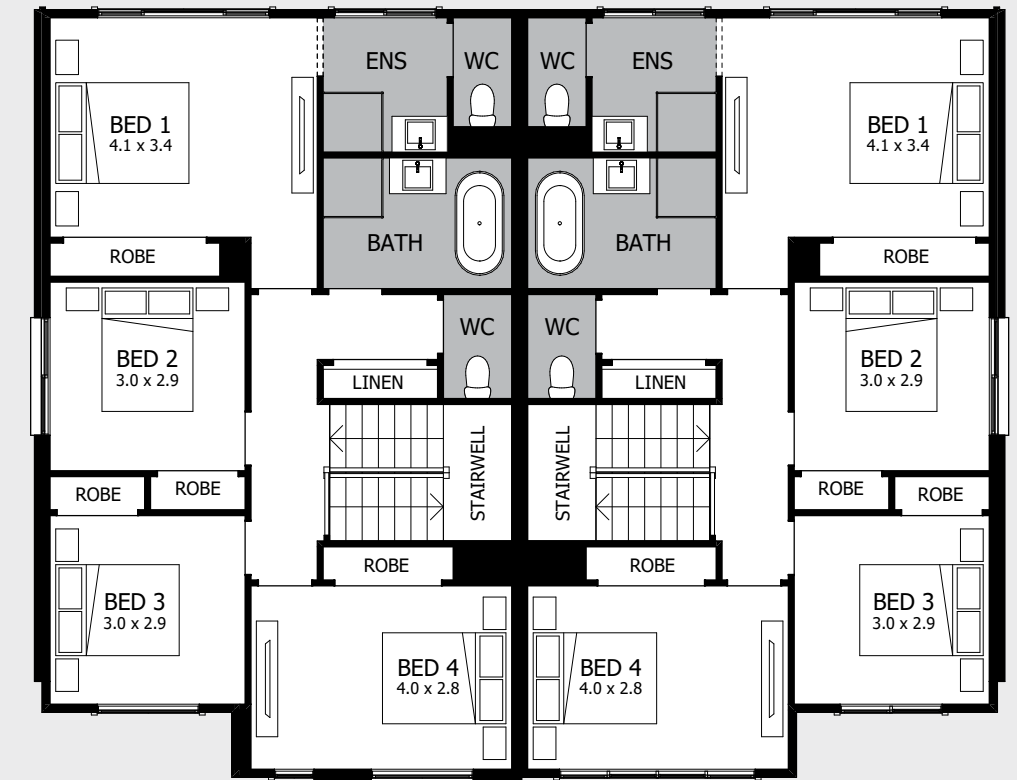 ENS
WC
WC
ENS
BED 1
4.1 x 3.4
BED 1
4.1 x 3.4
BATH
BATH
ROBE
ROBE
WC
WC
BED 2
3.0 x 2.9
BED 2
3.0 x 2.9
LINEN
LINEN
STAIRWELL
STAIRWELL
ROBE
ROBE
ROBE
ROBE
ROBE
ROBE
BED 3
3.0 x 2.9
BED 3
3.0 x 2.9
BED 4
4.0 x 2.8
BED 4
4.0 x 2.8